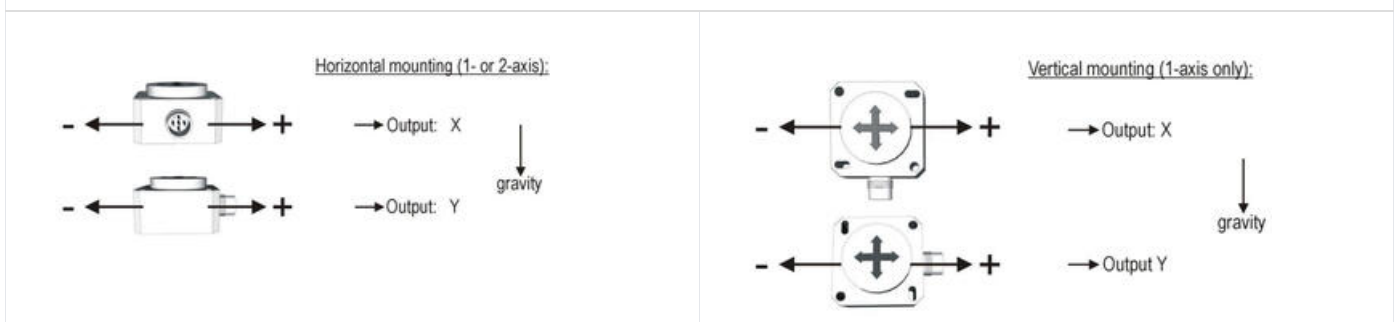 Horizontal mounting (1- or 2-axis):
- + Output: X
gravity
- + Output: Y
Vertical mounting (1-axis only):
- + Output: X
gravity
- + Output Y